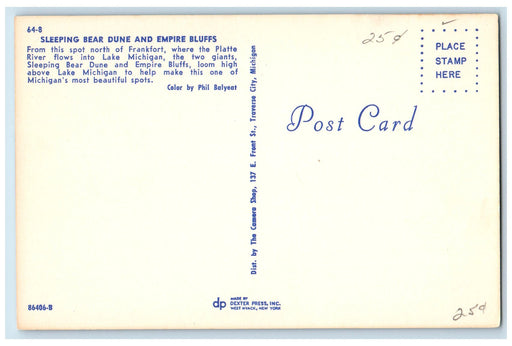 64-B
SLEEPING BEAR DUNE AND EMPIRE BLUFFS
From this spot north of Frankfort, where the Platte
River flows into Lake Michigan, the two giants,
Sleeping Bear Dune and Empire Bluffs, loom high
above Lake Michigan to help make this one of
Michigan's most beautiful spots.
Color by Phil Balyeat
Dist. by The Camera Shop, 137 E. Front St., Traverse City, Michigan
25¢
PLACE
STAMP
HERE
Post Card
86406-B
dp
MADE BY
DEXTER PRESS, INC.
WEST NYACK, NEW YORK
25¢